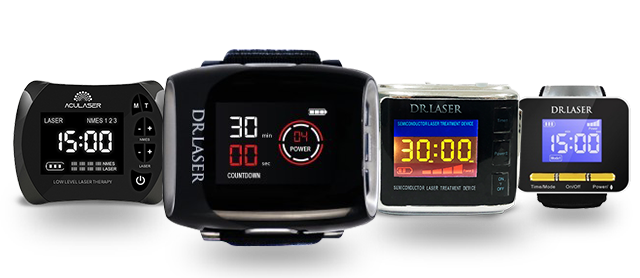 ACULASER
LASER NMES 1 2 3
15:00
NMES
LASER
LOW LEVEL LASER THERAPY
M T
- +
NMES
- +
LASER
DR.LASER
30 min
00 sec
COUNTDOWN
04
POWER
DR.LASER
SEMICONDUCTOR LASER TREATMENT DEVICE
30:00
SEMICONDUCTOR LASER TREATMENT DEVICE
ON
OFF
DR.LASER
15:00
Time/Mode On/Off Power